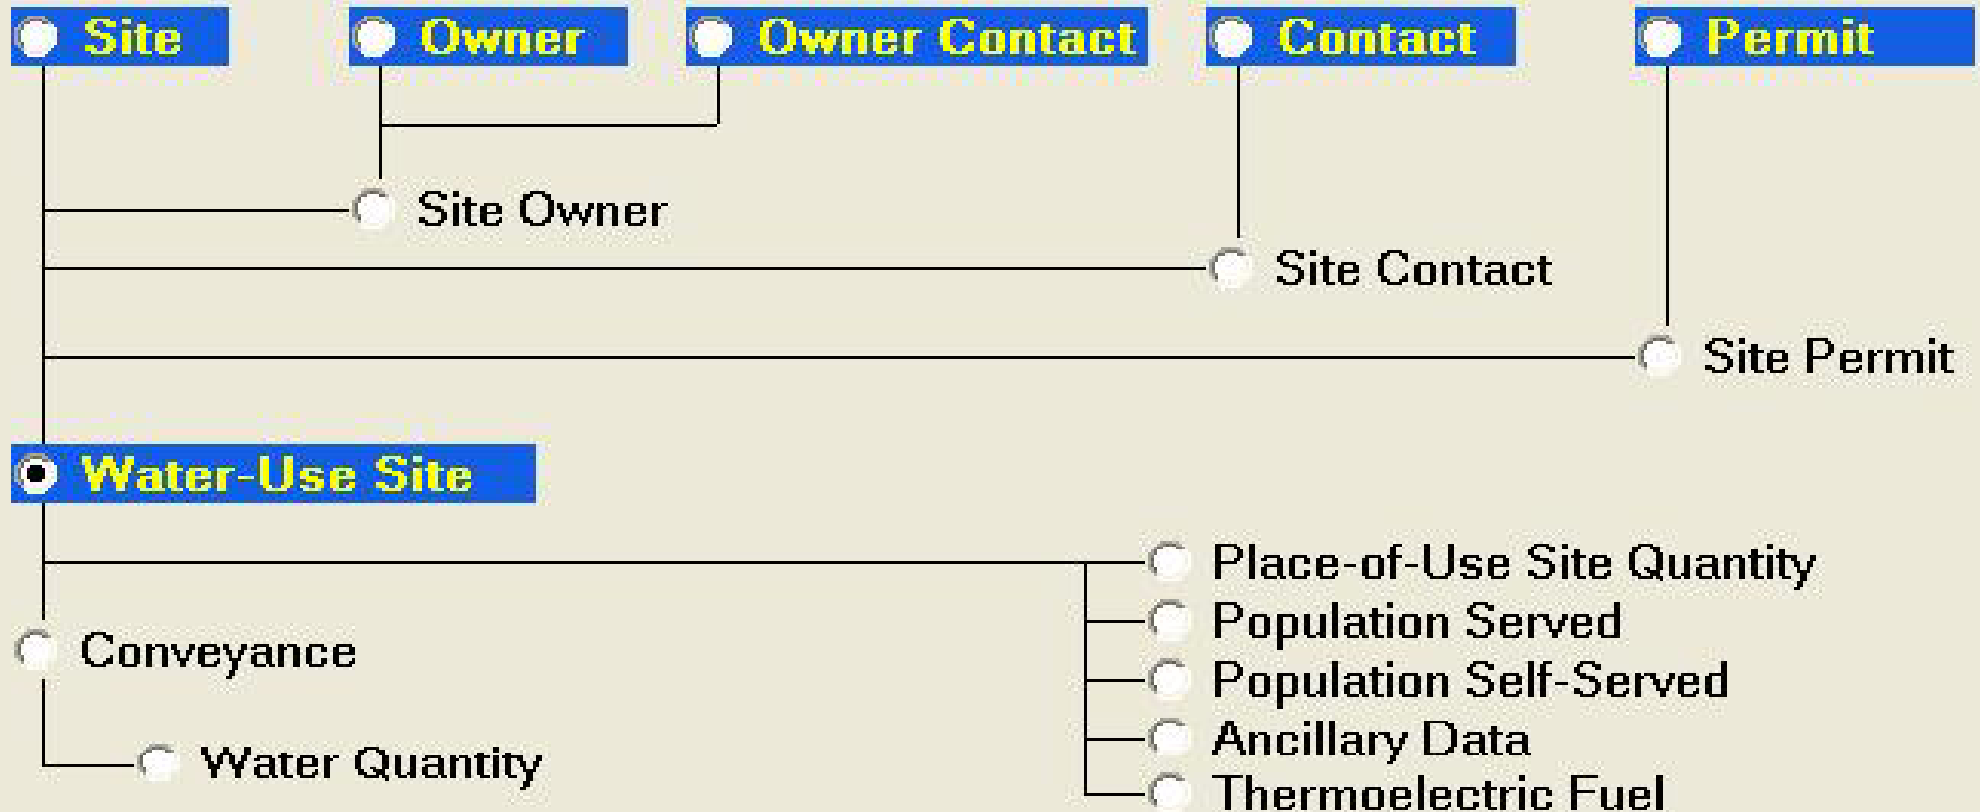 Site
Owner
Owner Contact
Contact
Permit
Site Owner
Site Contact
Site Permit
Water-Use Site
Place-of-Use Site Quantity
Population Served
Conveyance
Population Self-Served
Ancillary Data
Water Quantity
Thermoelectric Fuel